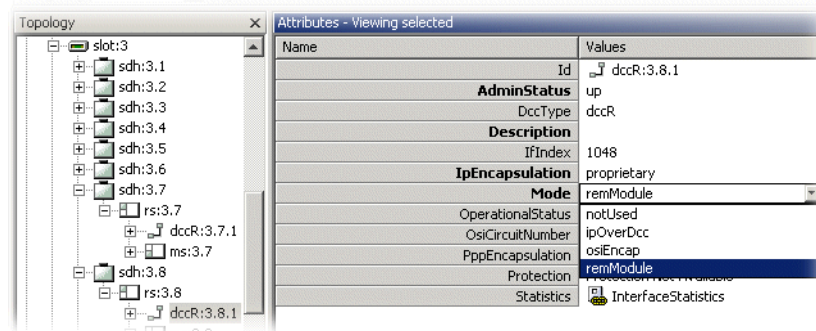 Topology
slot:3
sdh:3.1
sdh:3.2
sdh:3.3
sdh:3.4
sdh:3.5
sdh:3.6
sdh:3.7
rs:3.7
dccR:3.7.1
ms:3.7
sdh:3.8
rs:3.8
dccR:3.8.1
Attributes - Viewing selected
Name Values
Id dccR:3.8.1
AdminStatus up
DccType dccR
Description
IfIndex 1048
IpEncapsulation proprietary
Mode remModule
OperationalStatus notUsed
OsiCircuitNumber ipOverDcc
PppEncapsulation osiEncap
remModule
Protection
Statistics InterfaceStatistics